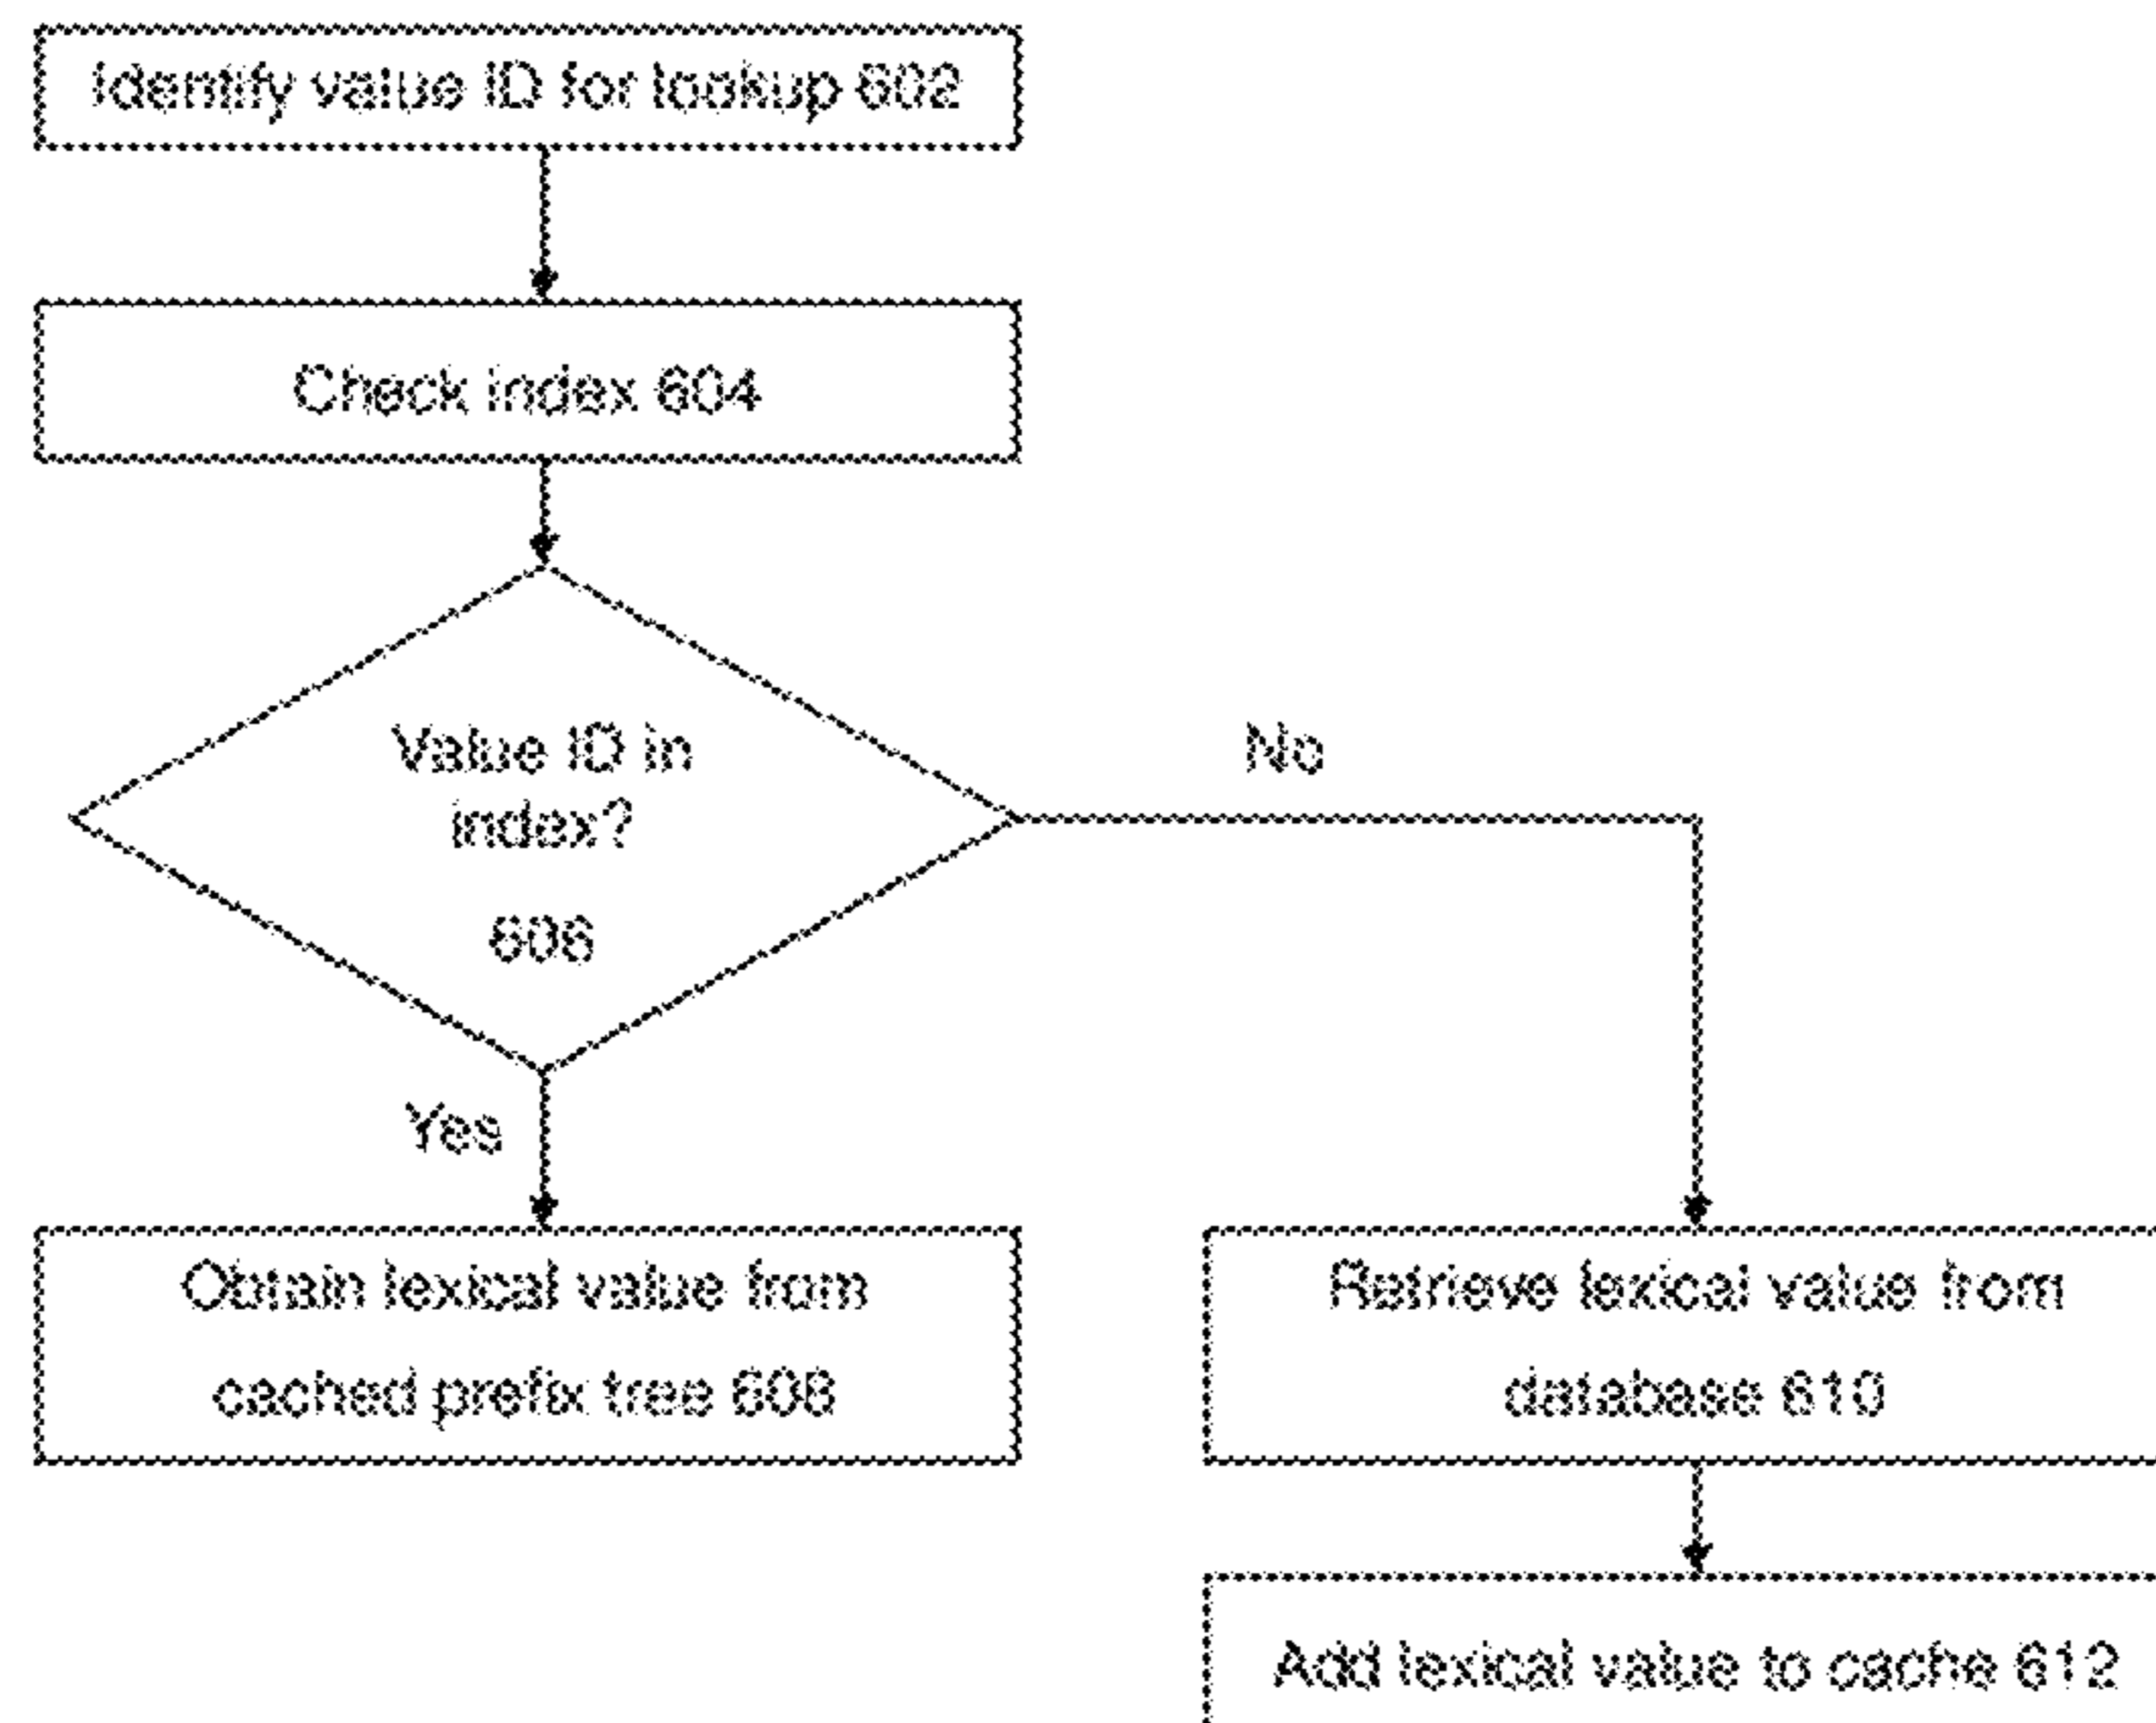 Identify value ID for lookup 602
Check index 604
Value ID in
index?
606
No
Yes
Obtain lexical value from
cached prefix tree 608
Retrieve lexical value from
database 610
Add lexical value to cache 612